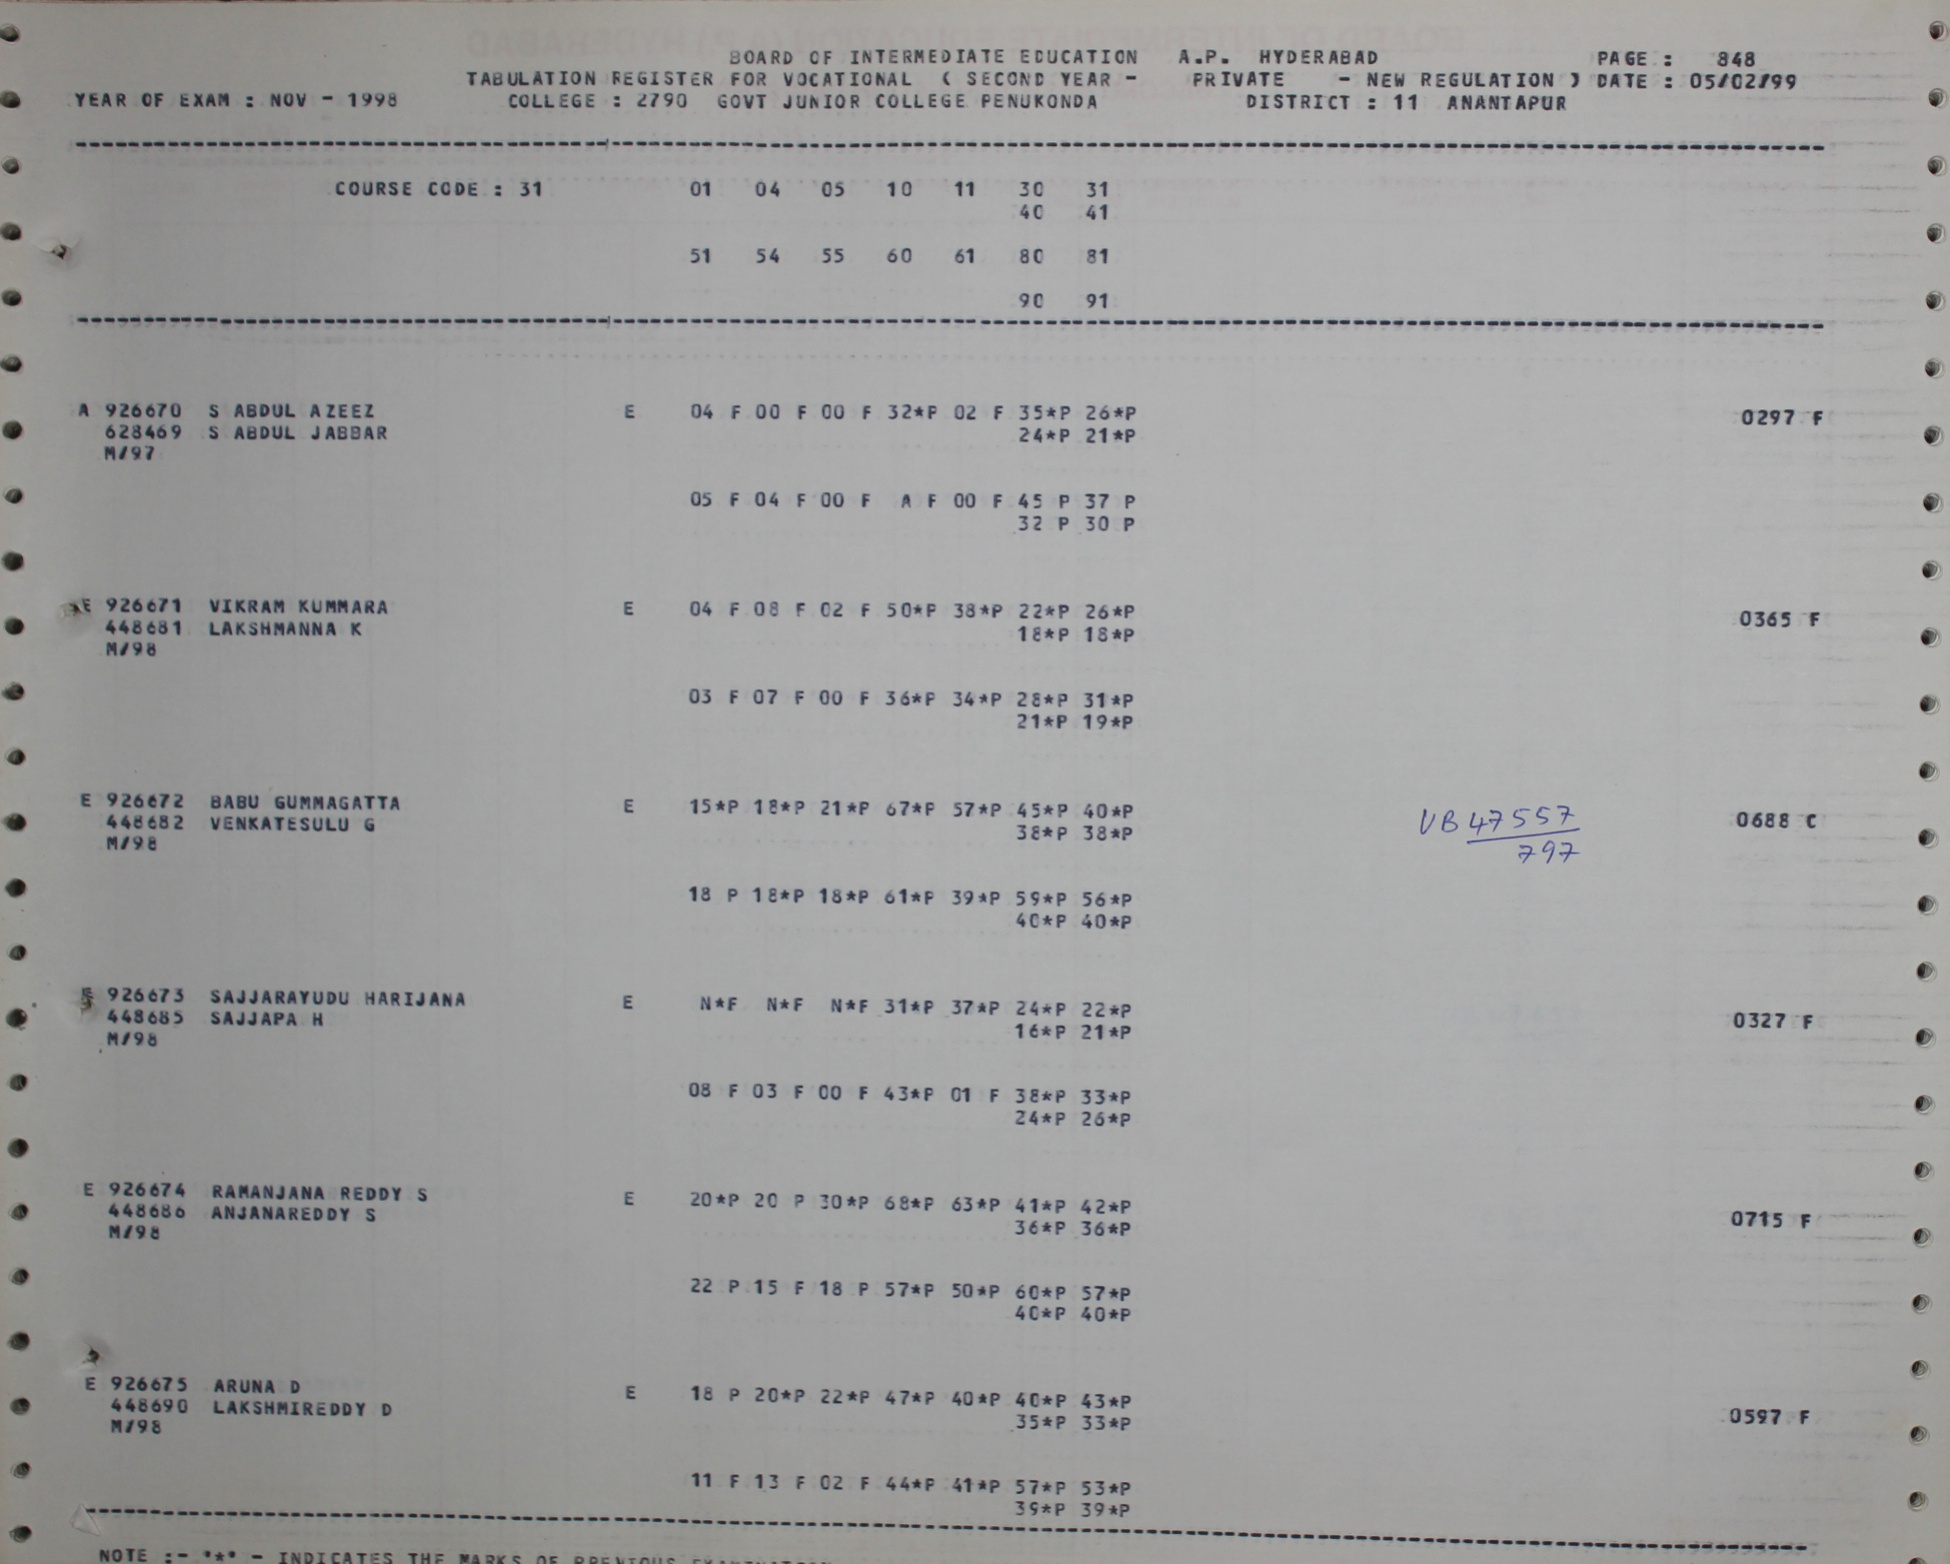 BOARD OF INTERMEDIATE EDUCATION A.P. HYDERABAD PAGE : 848
TABULATION REGISTER FOR VOCATIONAL ( SECOND YEAR - PRIVATE - NEW REGULATION ) DATE : 05/02/99
YEAR OF EXAM : NOV - 1998 COLLEGE : 2790 GOVT JUNIOR COLLEGE PENUKONDA DISTRICT : 11 ANANTAPUR
COURSE CODE : 31 01 04 05 10 11 30 31
40 41
51 54 55 60 61 80 81
90 91
A 926670 S ABDUL AZEEZ E 04 F 00 F 00 F 32*P 02 F 35*P 26*P 0297 F
628469 S ABDUL JABBAR 24*P 21*P
M/97
05 F 04 F 00 F A F 00 F 45 P 37 P
32 P 30 P
E 926671 VIKRAM KUMMARA E 04 F 08 F 02 F 50*P 38*P 22*P 26*P 0365 F
448681 LAKSHMANNA K 18*P 18*P
M/98
03 F 07 F 00 F 36*P 34*P 28*P 31*P
21*P 19*P
E 926672 BABU GUMMAGATTA E 15*P 18*P 21*P 67*P 57*P 45*P 40*P VB 47557 0688 C
448682 VENKATESULU G 38*P 38*P 797
M/98
18 P 18*P 18*P 61*P 39*P 59*P 56*P
40*P 40*P
E 926673 SAJJARAYUDU HARIJANA E N*F N*F N*F 31*P 37*P 24*P 22*P 0327 F
448685 SAJJAPA H 16*P 21*P
M/98
08 F 03 F 00 F 43*P 01 F 38*P 33*P
24*P 26*P
E 926674 RAMANJANA REDDY S E 20*P 20 P 30*P 68*P 63*P 41*P 42*P 0715 F
448686 ANJANAREDDY S 36*P 36*P
M/98
22 P 15 F 18 P 57*P 50*P 60*P 57*P
40*P 40*P
E 926675 ARUNA D E 18 P 20*P 22*P 47*P 40*P 40*P 43*P 0597 F
448690 LAKSHMIREDDY D 35*P 33*P
M/98
11 F 13 F 02 F 44*P 41*P 57*P 53*P
39*P 39*P
NOTE :- '*' - INDICATES THE MARKS OF PREVIOUS EXAMINATION